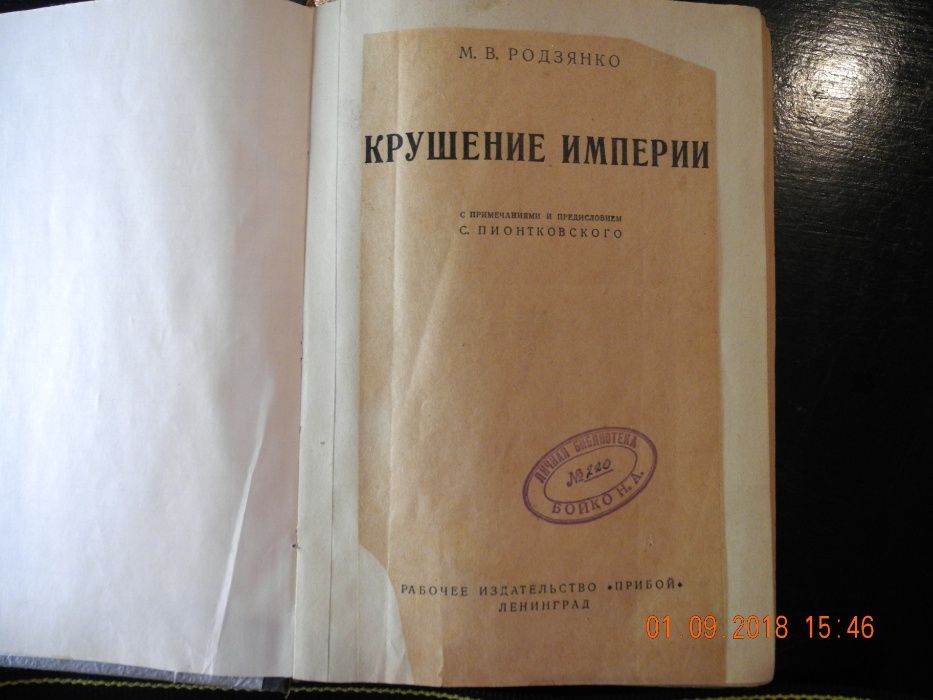 М. В. РОДЗЯНКО
КРУШЕНИЕ ИМПЕРИИ
С ПРИМЕЧАНИЯМИ И ПРЕДИСЛОВИЕМ
С. ПИОНТКОВСКОГО
ЛИЧНАЯ БИБЛИОТЕКА
№ 220
БОЙКО Н. А.
РАБОЧЕЕ ИЗДАТЕЛЬСТВО «ПРИБОЙ»
ЛЕНИНГРАД
01.09.2018 15:46